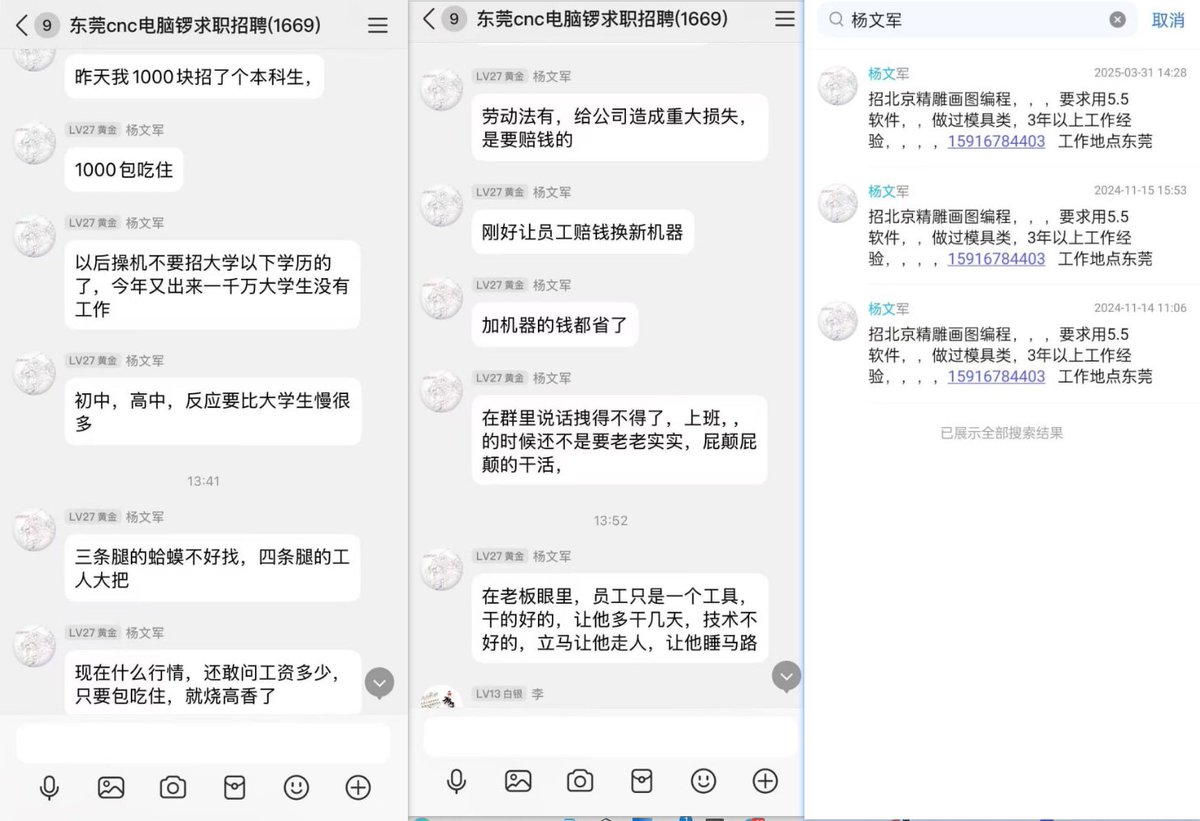 9
东莞cnc电脑锣求职招聘(1669)
昨天我1000块招了个本科生，
LV27 黄金 杨文军
1000包吃住
LV27 黄金 杨文军
以后操机不要招大学以下学历的
了，今年又出来一千万大学生没有
工作
LV27 黄金 杨文军
初中，高中，反应要比大学生慢很
多
13:41
LV27 黄金 杨文军
三条腿的蛤蟆不好找，四条腿的工
人大把
LV27 黄金 杨文军
现在什么行情，还敢问工资多少，
只要包吃住，就烧高香了
9
东莞cnc电脑锣求职招聘(1669)
LV27 黄金 杨文军
劳动法有，给公司造成重大损失，
是要赔钱的
LV27 黄金 杨文军
刚好让员工赔钱换新机器
LV27 黄金 杨文军
加机器的钱都省了
LV27 黄金 杨文军
在群里说话拽得不得了，上班，，
的时候还不是要老老实实，屁颠屁
颠的干活，
13:52
LV27 黄金 杨文军
在老板眼里，员工只是一个工具，
干的好的，让他多干几天，技术不
好的，立马让他走人，让他睡马路
LV13 白银 李
杨文军
取消
杨文军 2025-03-31 14:28
招北京精雕画图编程，，，要求用5.5
软件，，做过模具类，3年以上工作经
验，，，，15916784403 工作地点东莞
杨文军 2024-11-15 15:53
招北京精雕画图编程，，，要求用5.5
软件，，做过模具类，3年以上工作经
验，，，，15916784403 工作地点东莞
杨文军 2024-11-14 11:06
招北京精雕画图编程，，，要求用5.5
软件，，做过模具类，3年以上工作经
验，，，，15916784403 工作地点东莞
已展示全部搜索结果